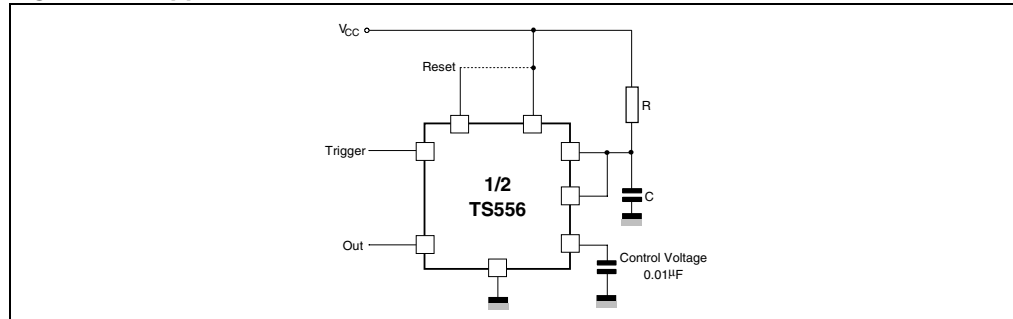 VCC
Reset
R
Trigger
1/2
TS556
C
Out
Control Voltage
0.01μF